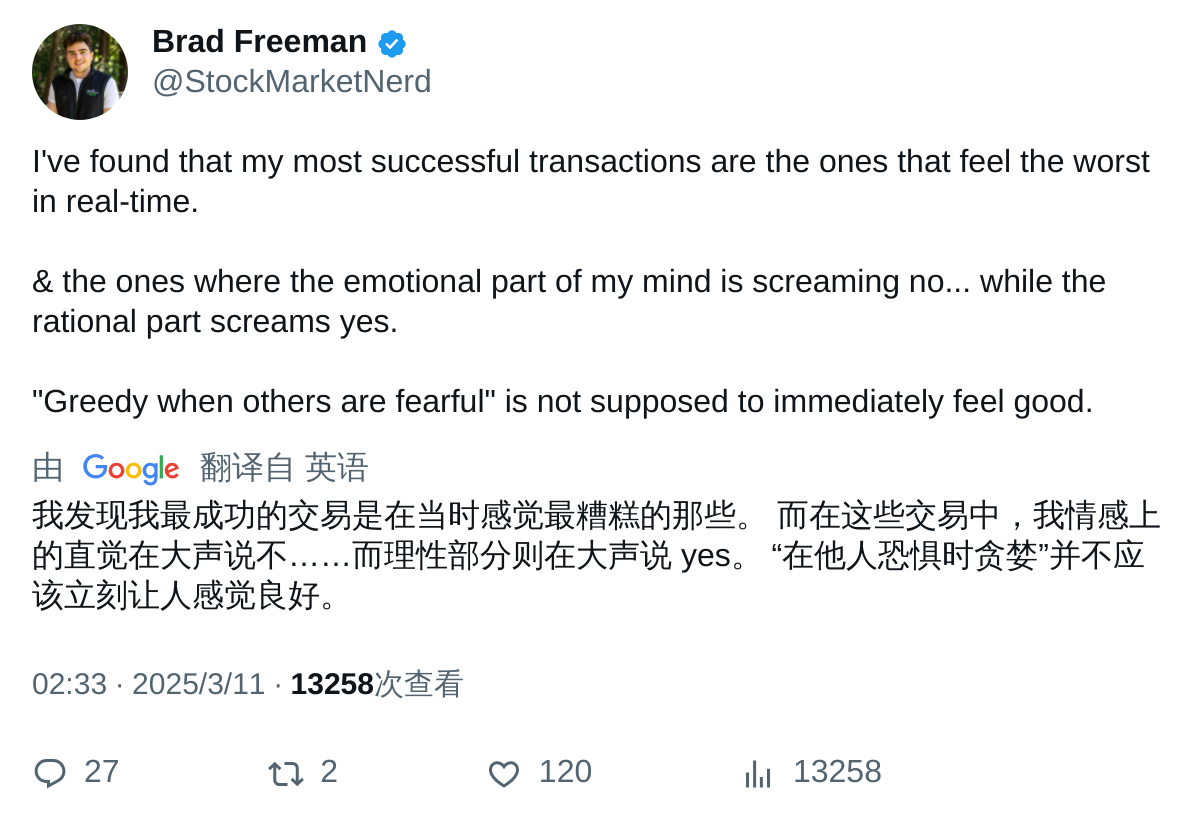 Brad Freeman
@StockMarketNerd
I've found that my most successful transactions are the ones that feel the worst
in real-time.
& the ones where the emotional part of my mind is screaming no... while the
rational part screams yes.
"Greedy when others are fearful" is not supposed to immediately feel good.
由 Google 翻译自 英语
我发现我最成功的交易是在当时感觉最糟糕的那些。 而在这些交易中，我情感上
的直觉在大声说不……而理性部分则在大声说 yes。 “在他人恐惧时贪婪”并不应
该立刻让人感觉良好。
02:33 · 2025/3/11 · 13258次查看
27 2 120 13258